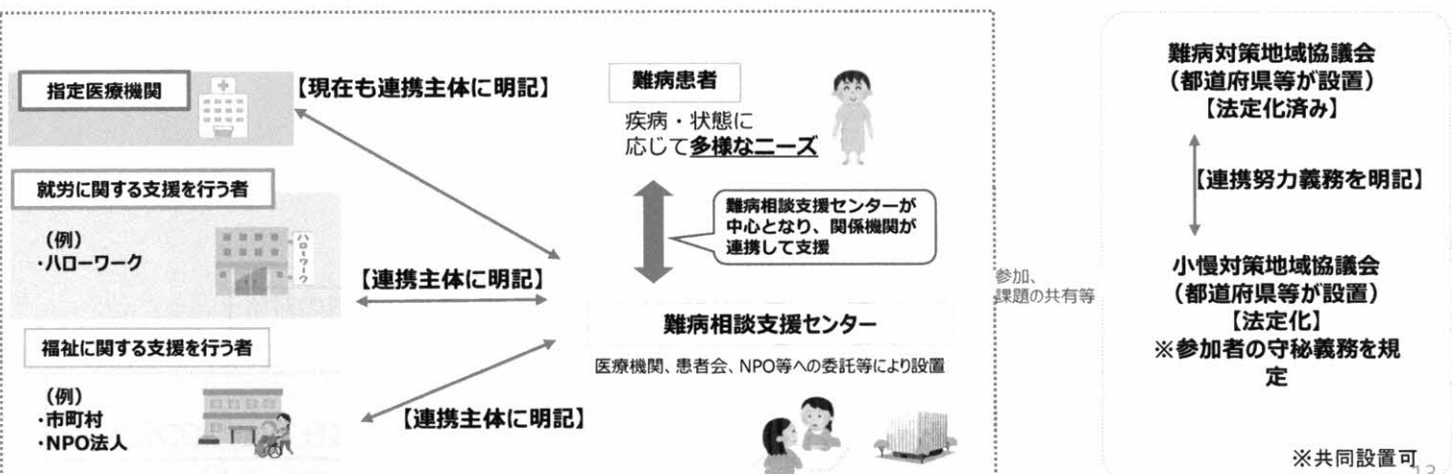 指定医療機関
【現在も連携主体に明記】
就労に関する支援を行う者
(例)
・ハローワーク
ハローワーク
【連携主体に明記】
福祉に関する支援を行う者
(例)
・市町村
・NPO法人
【連携主体に明記】
難病患者
疾病・状態に
応じて多様なニーズ
難病相談支援センターが
中心となり、関係機関が
連携して支援
難病相談支援センター
医療機関、患者会、NPO等への委託等により設置
参加、
課題の共有等
難病対策地域協議会
(都道府県等が設置)
【法定化済み】
【連携努力義務を明記】
小慢対策地域協議会
(都道府県等が設置)
【法定化】
※参加者の守秘義務を規
定
※共同設置可